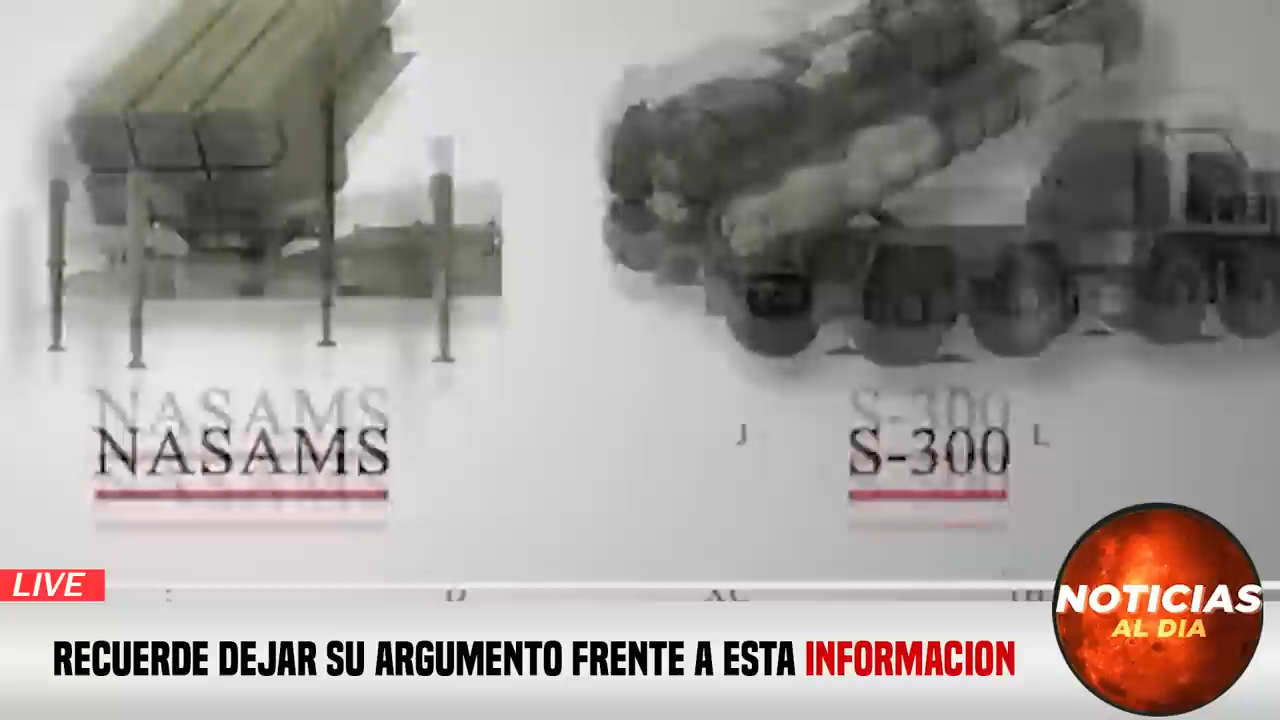 NASAMS
S-300
LIVE
RECUERDE DEJAR SU ARGUMENTO FRENTE A ESTA INFORMACION
NOTICIAS
AL DIA